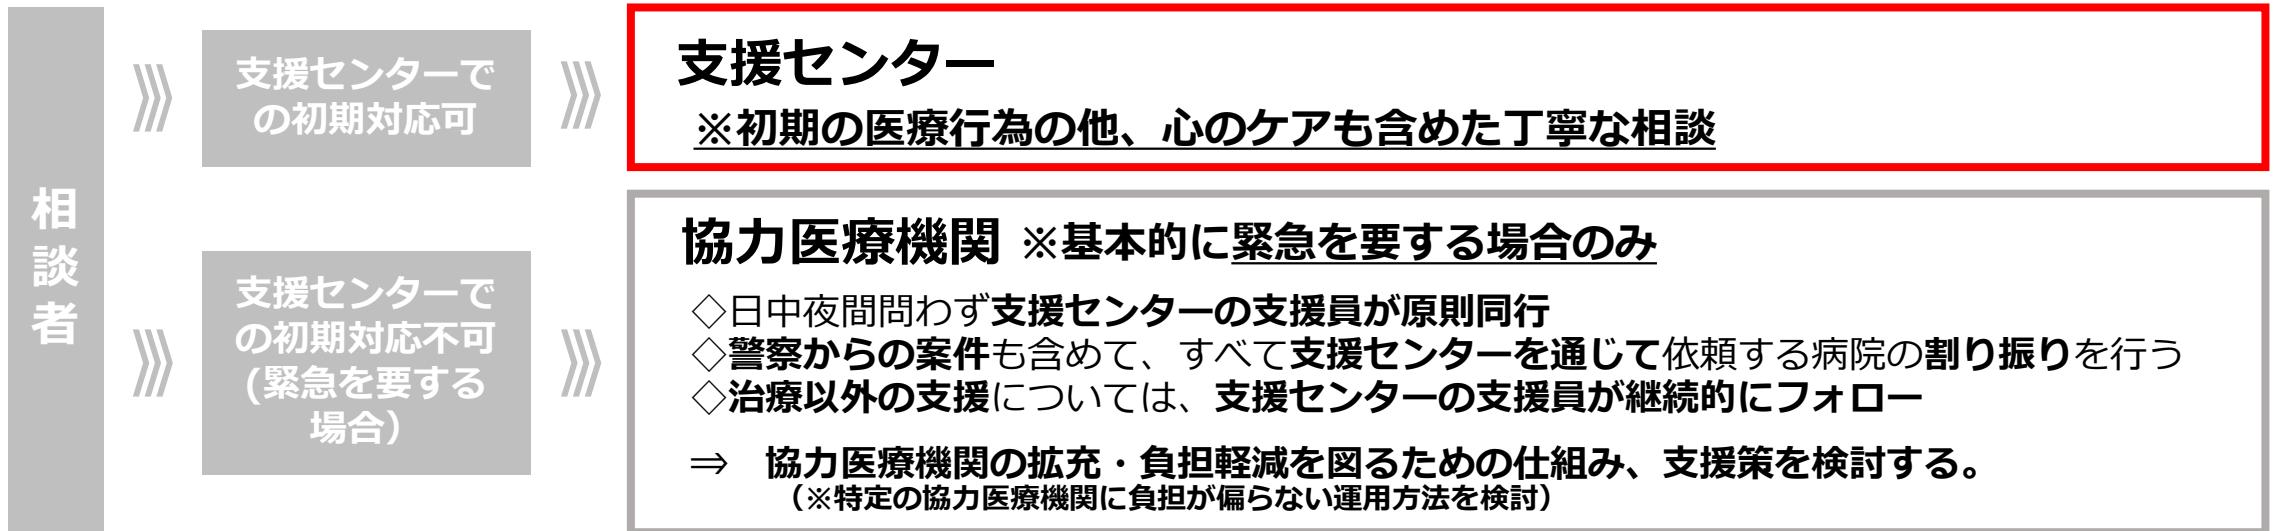 相談者
支援センターで
の初期対応可
支援センター
※初期の医療行為の他、心のケアも含めた丁寧な相談
支援センターで
の初期対応不可
(緊急を要する
場合）
協力医療機関 ※基本的に緊急を要する場合のみ
◇日中夜間問わず支援センターの支援員が原則同行
◇警察からの案件も含めて、すべて支援センターを通じて依頼する病院の割り振りを行う
◇治療以外の支援については、支援センターの支援員が継続的にフォロー
⇒　協力医療機関の拡充・負担軽減を図るための仕組み、支援策を検討する。
（※特定の協力医療機関に負担が偏らない運用方法を検討）